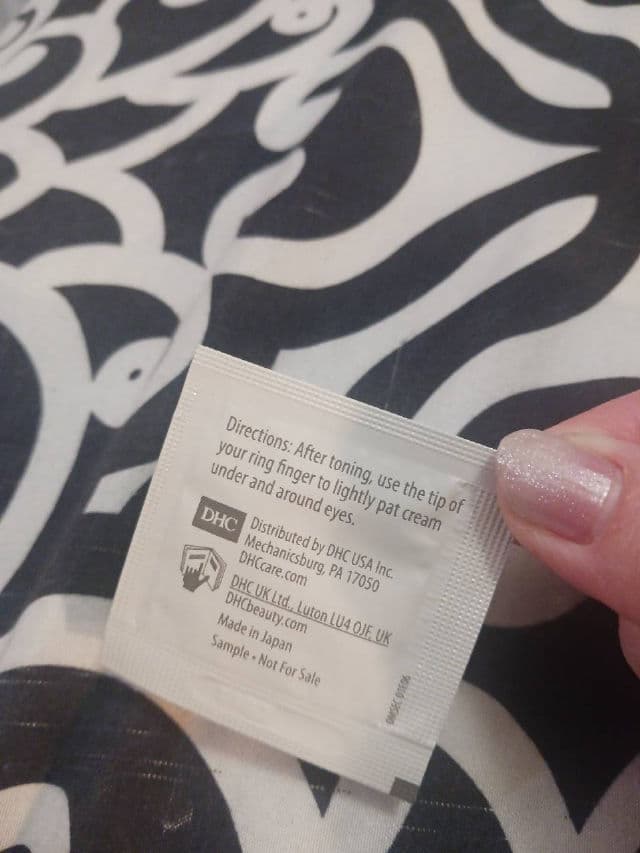 Directions: After toning, use the tip of
your ring finger to lightly pat cream
under and around eyes.
DHC
Distributed by DHC USA Inc.
Mechanicsburg, PA 17050
DHCcare.com
DHC UK Ltd., Luton LU4 OJF, UK
DHCbeauty.com
Made in Japan
Sample • Not For Sale